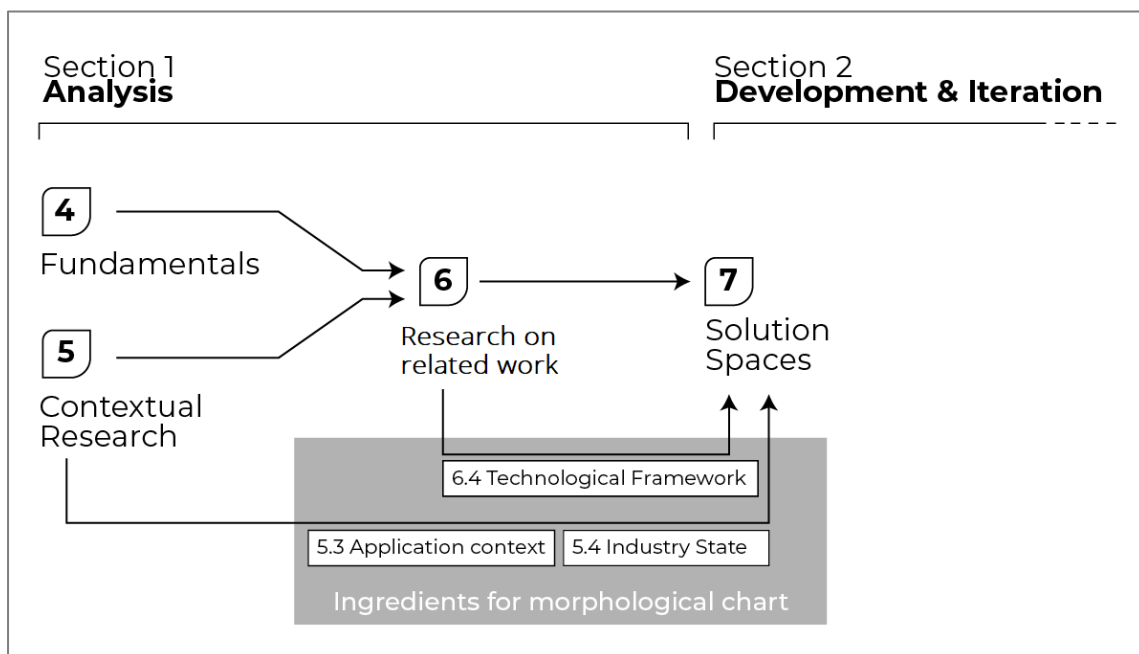 Section 1
Analysis
Section 2
Development & Iteration
4
Fundamentals
5
Contextual
Research
6
Research on
related work
7
Solution
Spaces
6.4 Technological Framework
5.3 Application context
5.4 Industry State
Ingredients for morphological chart